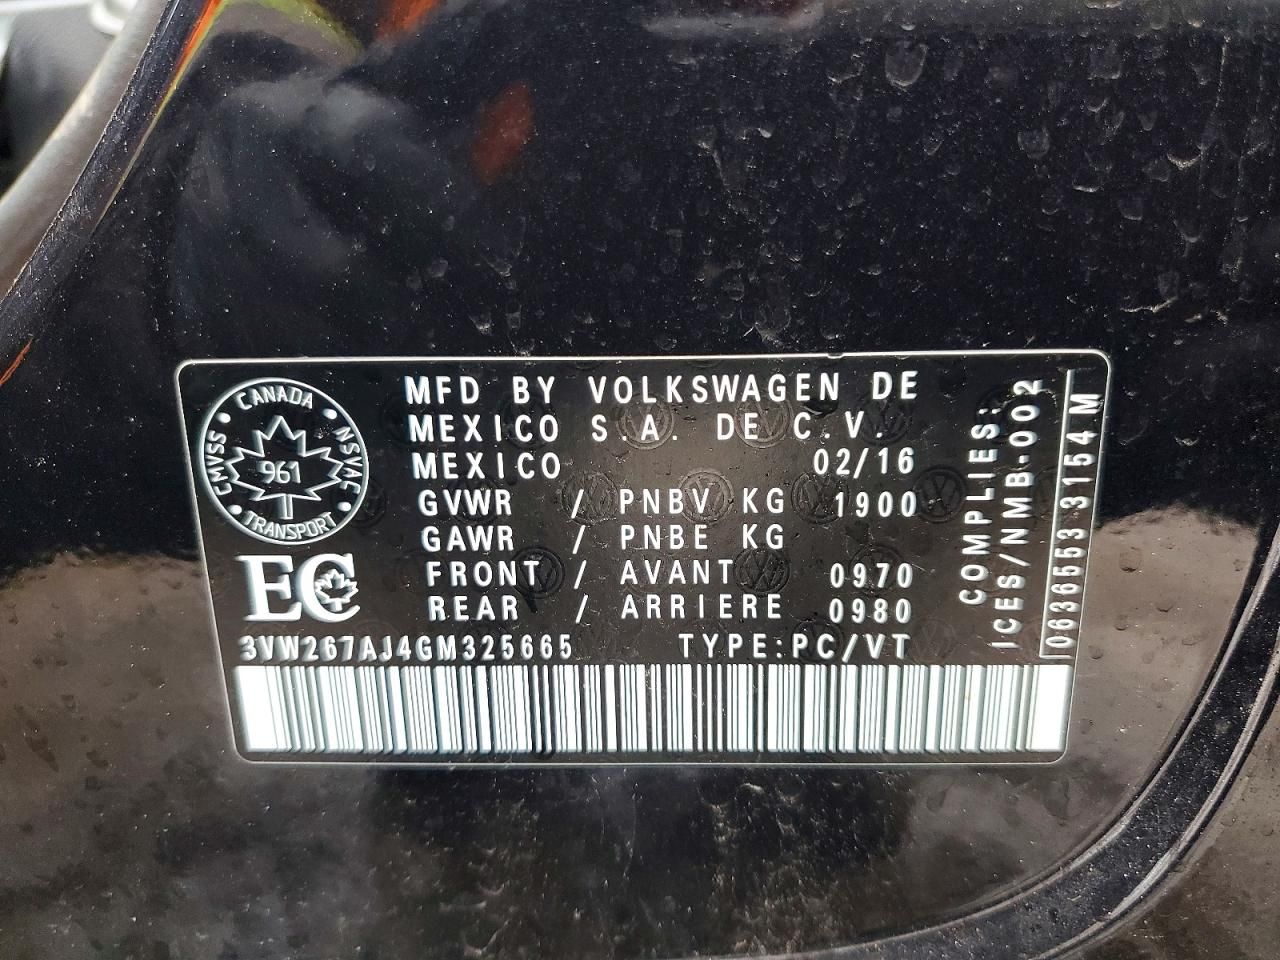 CANADA
CMVSS
NSVAC
961
TRANSPORT
EC
MFD BY VOLKSWAGEN DE
MEXICO S.A. DE C.V.
MEXICO 02/16
GVWR / PNBV KG 1900
GAWR / PNBE KG
FRONT / AVANT 0970
REAR / ARRIERE 0980
3VW267AJ4GM325665 TYPE:PC/VT
COMPLIES:
ICES/NMB-002
0636553 3154M